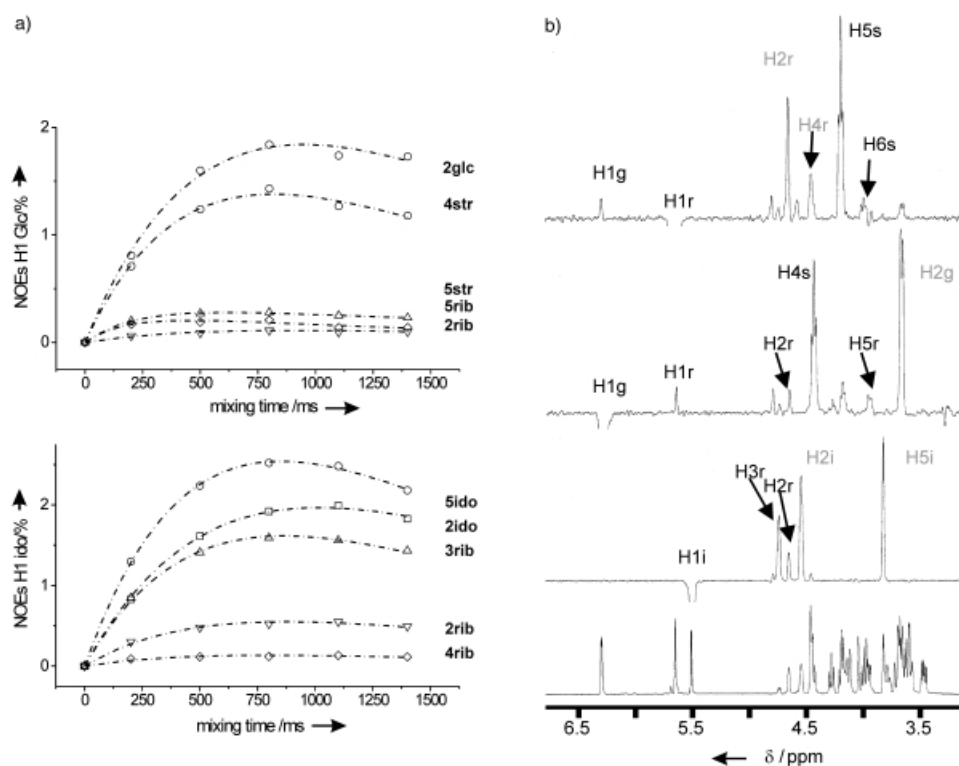 a)
2
1
0
NOEs H1 Glc/%
2glc
4str
5str
5rib
2rib
0 250 500 750 1000 1250 1500
mixing time /ms
2
1
0
NOEs H1 ido/%
5ido
2ido
3rib
2rib
4rib
0 250 500 750 1000 1250 1500
mixing time /ms
b)
H5s
H2r
H4r
H6s
H1g
H1r
H4s
H2g
H2r
H5r
H1r
H1g
H2i
H5i
H3r
H2r
H1i
6.5 5.5 4.5 3.5
δ / ppm